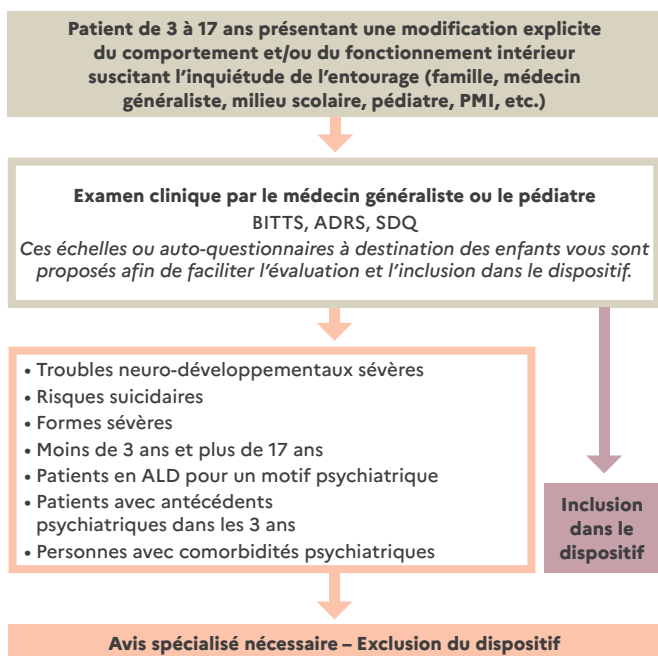 Patient de 3 à 17 ans présentant une modification explicite
du comportement et/ou du fonctionnement intérieur
suscitant l’inquiétude de l’entourage (famille, médecin
généraliste, milieu scolaire, pédiatre, PMI, etc.)
Examen clinique par le médecin généraliste ou le pédiatre
BITTS, ADRS, SDQ
Ces échelles ou auto-questionnaires à destination des enfants vous sont
proposés afin de faciliter l’évaluation et l’inclusion dans le dispositif.
• Troubles neuro-développementaux sévères
• Risques suicidaires
• Formes sévères
• Moins de 3 ans et plus de 17 ans
• Patients en ALD pour un motif psychiatrique
• Patients avec antécédents
psychiatriques dans les 3 ans
• Personnes avec comorbidités psychiatriques
Inclusion
dans le
dispositif
Avis spécialisé nécessaire – Exclusion du dispositif